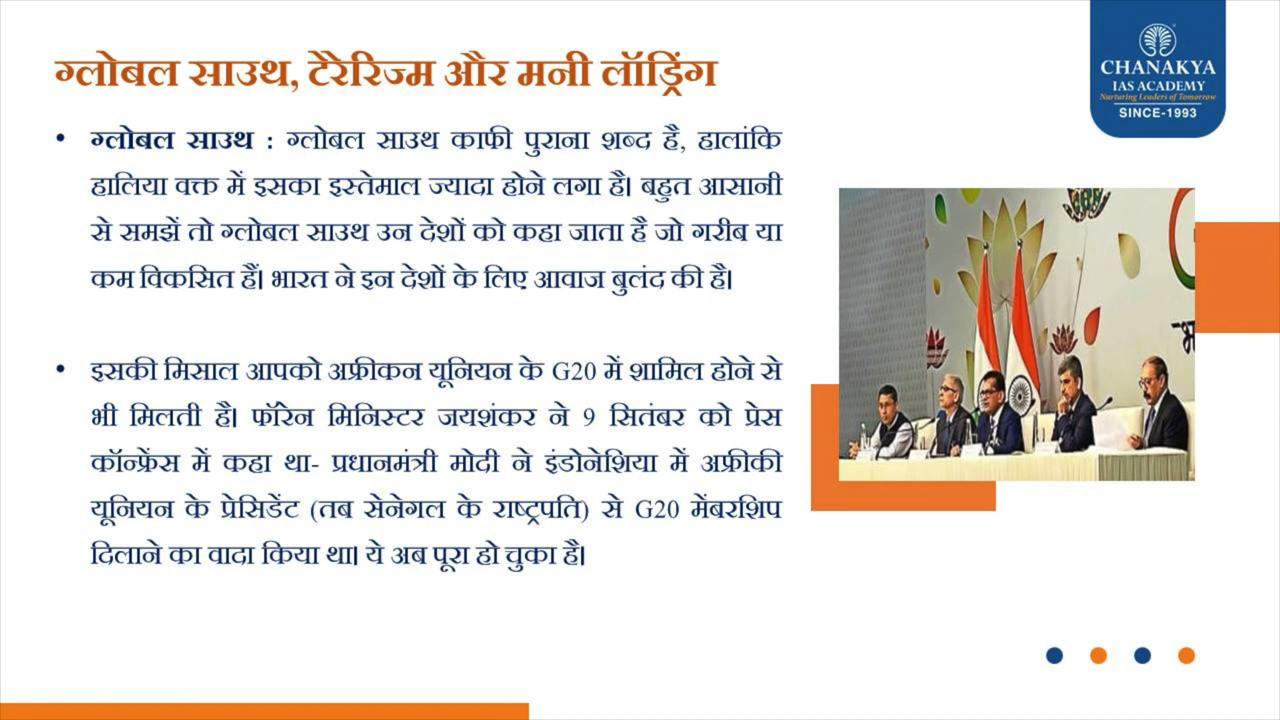 ग्लोबल साउथ, टेरेरिज्म और मनी लॉड्रिंग
CHANAKYA
IAS ACADEMY
Nurturing Leaders of Tomorrow
SINCE-1993
• ग्लोबल साउथ : ग्लोबल साउथ काफी पुराना शब्द है, हालांकि
हालिया वक्त में इसका इस्तेमाल ज्यादा होने लगा है। बहुत आसानी
से समझें तो ग्लोबल साउथ उन देशों को कहा जाता है जो गरीब या
कम विकसित हैं। भारत ने इन देशों के लिए आवाज बुलंद की है।
• इसकी मिसाल आपको अफ्रीकन यूनियन के G20 में शामिल होने से
भी मिलती है। फॉरेन मिनिस्टर जयशंकर ने 9 सितंबर को प्रेस
कॉन्फ्रेंस में कहा था- प्रधानमंत्री मोदी ने इंडोनेशिया में अफ्रीकी
यूनियन के प्रेसिडेंट (तब सेनेगल के राष्ट्रपति) से G20 मेंबरशिप
दिलाने का वादा किया था। ये अब पूरा हो चुका है।